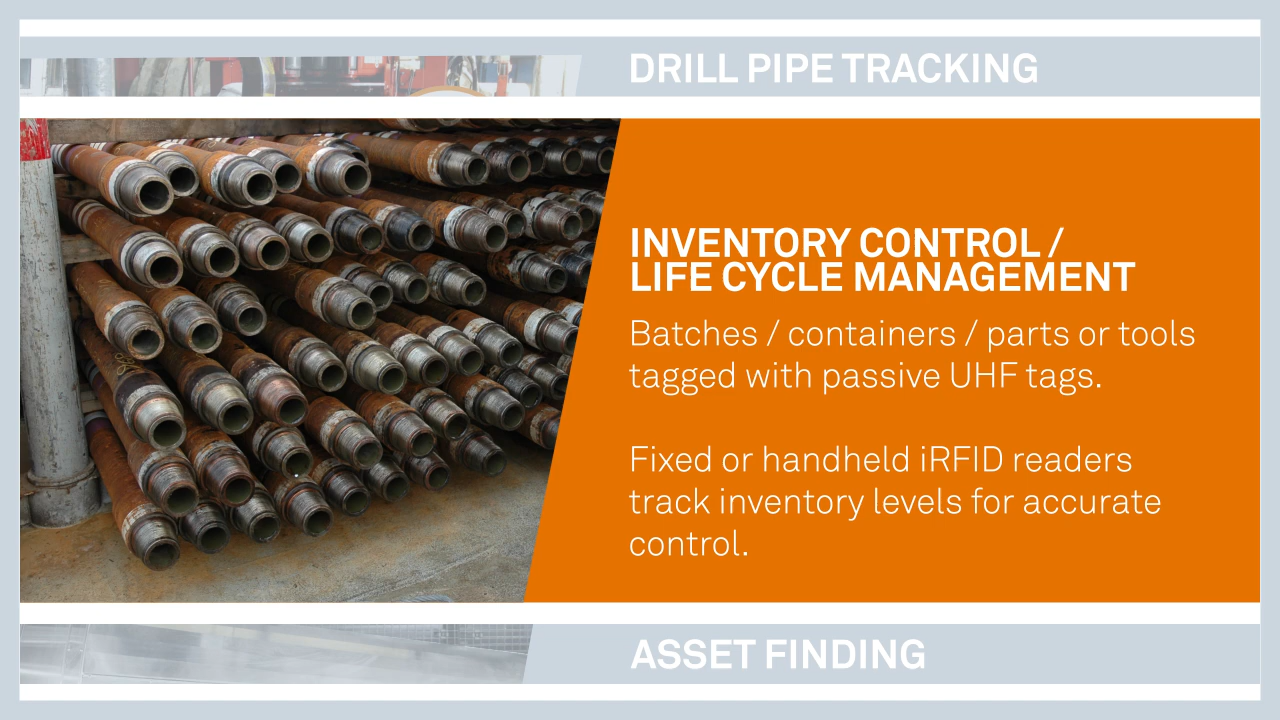 DRILL PIPE TRACKING
INVENTORY CONTROL /
LIFE CYCLE MANAGEMENT
Batches / containers / parts or tools
tagged with passive UHF tags.
Fixed or handheld iRFID readers
track inventory levels for accurate
control.
ASSET FINDING